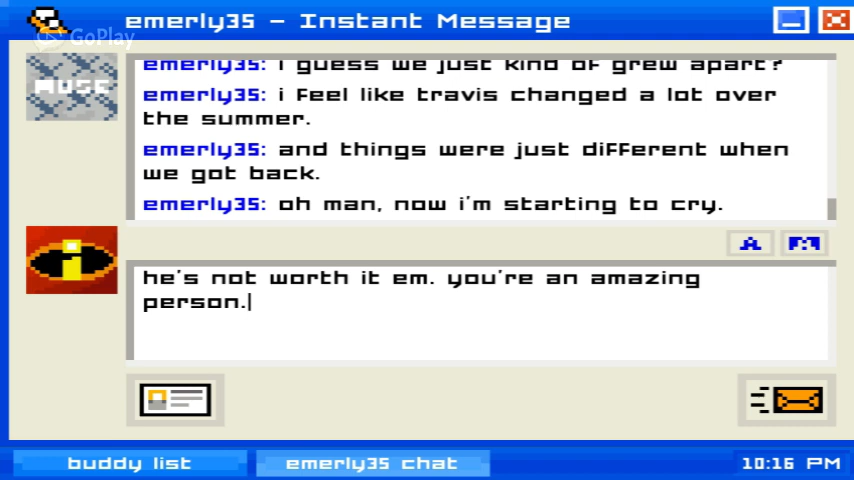 emerly35 - Instant Message
GoPlay
MUSE
emerly35: i guess we just kind of grew apart?
emerly35: i feel like travis changed a lot over
the summer.
emerly35: and things were just different when
we got back.
emerly35: oh man, now i'm starting to cry.
A
he's not worth it em. you're an amazing
person.
buddy list
emerly35 chat
10:16 PM